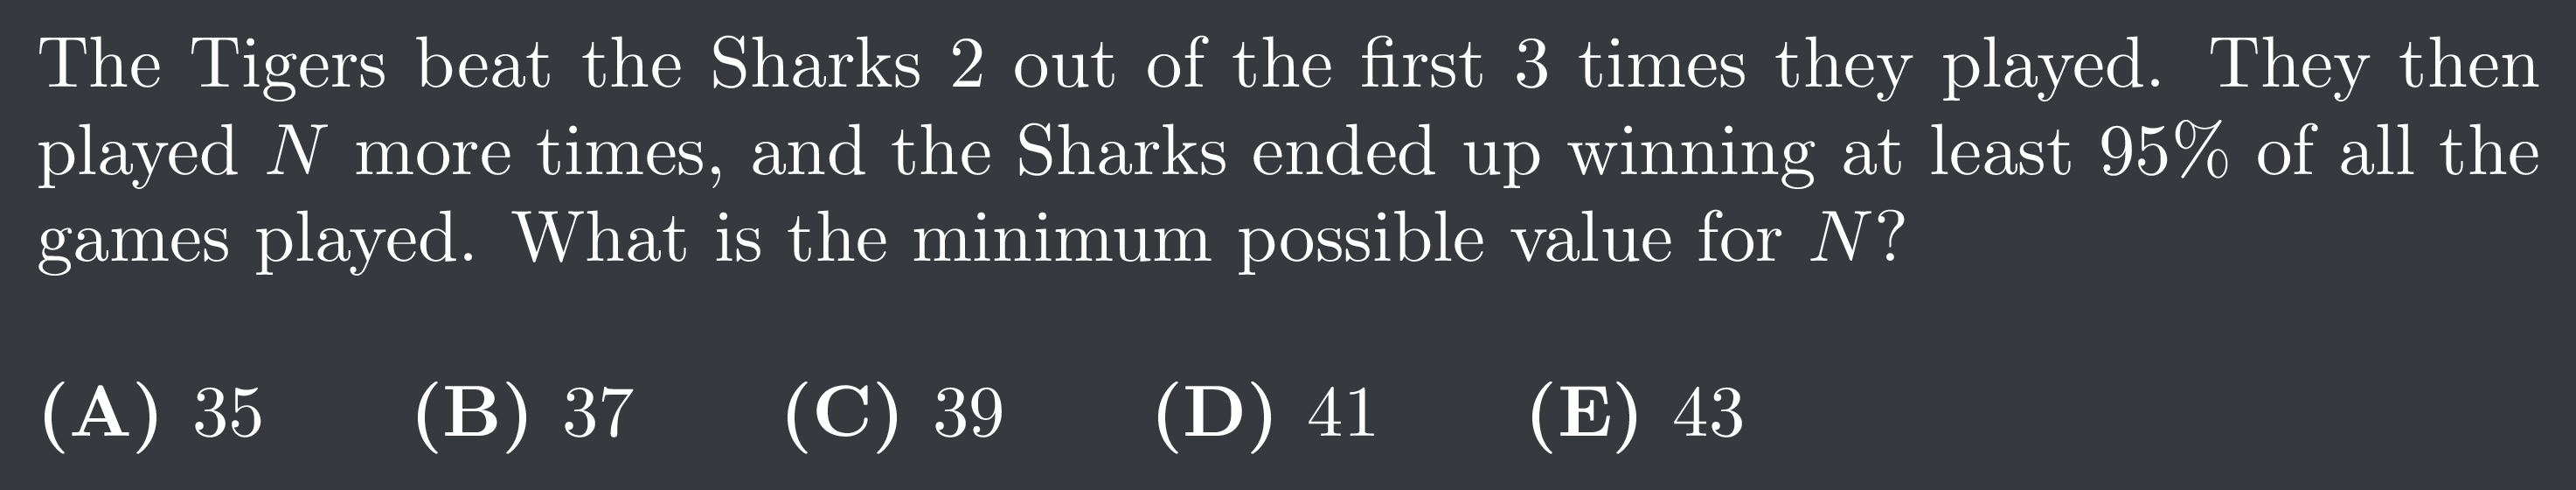 The Tigers beat the Sharks 2 out of the first 3 times they played. They then
played N more times, and the Sharks ended up winning at least 95% of all the
games played. What is the minimum possible value for N?
(A) 35 (B) 37 (C) 39 (D) 41 (E) 43